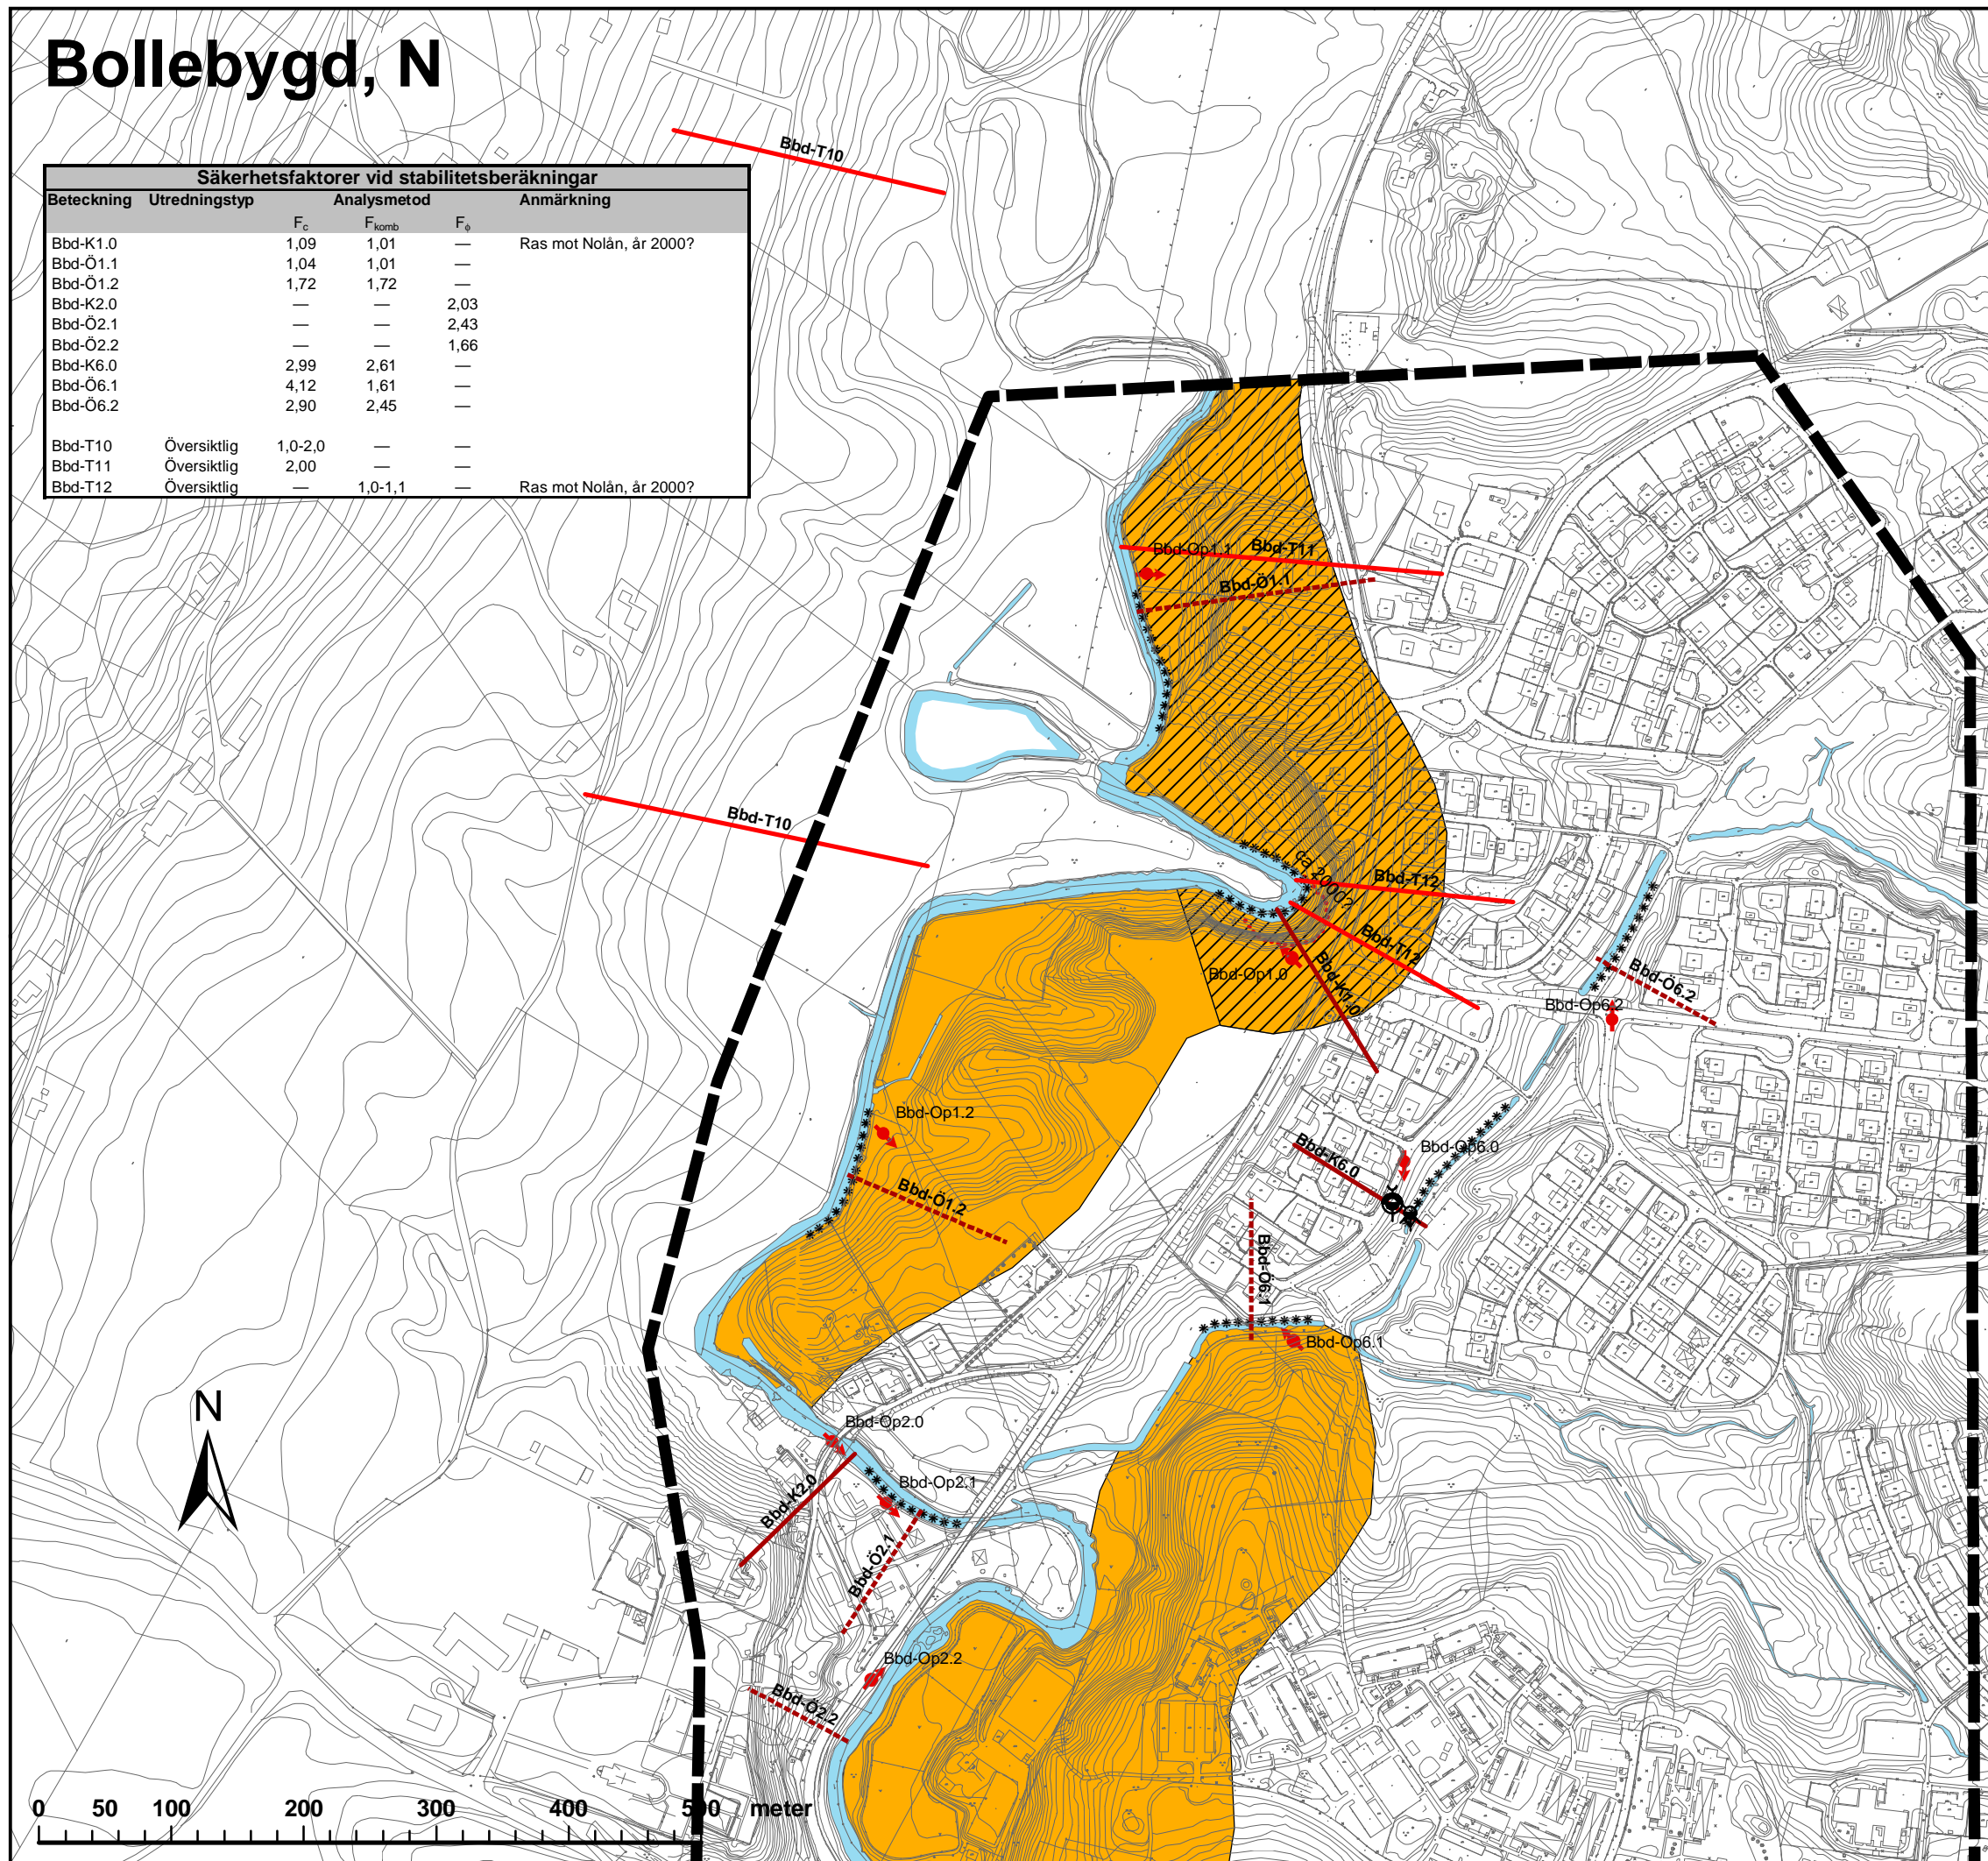 Bollebygd, N
Säkerhetsfaktorer vid stabilitetsberäkningar
Beteckning Utredningstyp Analysmetod Anmärkning
Fc Fkomb Fϕ
Bbd-K1.0 1,09 1,01 — Ras mot Nolån, år 2000?
Bbd-Ö1.1 1,04 1,01 —
Bbd-Ö1.2 1,72 1,72 —
Bbd-K2.0 — — 2,03
Bbd-Ö2.1 — — 2,43
Bbd-Ö2.2 — — 1,66
Bbd-K6.0 2,99 2,61 —
Bbd-Ö6.1 4,12 1,61 —
Bbd-Ö6.2 2,90 2,45 —
Bbd-T10 Översiktlig 1,0-2,0 — —
Bbd-T11 Översiktlig 2,00 — —
Bbd-T12 Översiktlig — 1,0-1,1 — Ras mot Nolån, år 2000?
Bbd-T10
Bbd-Op1.1
Bbd-T11
Bbd-Ö1.1
Bbd-T10
ca 2000?
Bbd-T12
Bbd-T12
Bbd-Op1.0
Bbd-K1.0
Bbd-Ö6.2
Bbd-Op6.2
Bbd-Op1.2
Bbd-K6.0
Bbd-Op6.0
Bbd-Ö1.2
Bbd-Ö6.1
Bbd-Op6.1
N
Bbd-Op2.0
Bbd-Op2.1
Bbd-K2.0
Bbd-Ö2.1
Bbd-Op2.2
Bbd-Ö2.2
0 50 100 200 300 400 500 meter